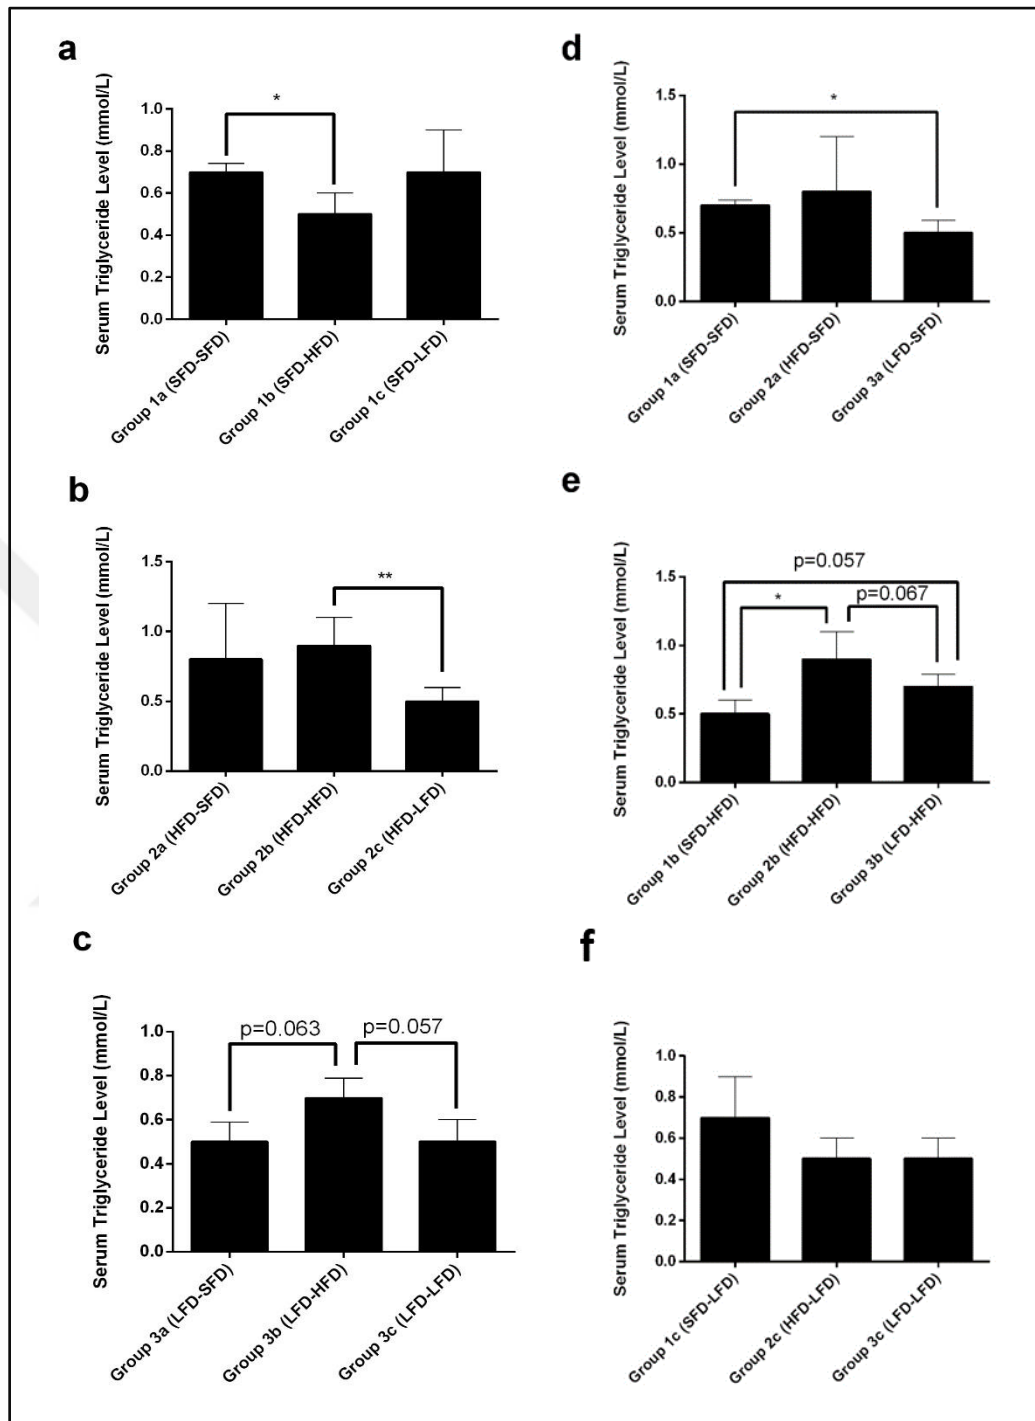 a
Serum Triglyceride Level (mmol/L)
1.0
0.8
0.6
0.4
0.2
0.0
*
Group 1a (SFD-SFD)
Group 1b (SFD-HFD)
Group 1c (SFD-LFD)
d
Serum Triglyceride Level (mmol/L)
1.5
1.0
0.5
0.0
*
Group 1a (SFD-SFD)
Group 2a (HFD-SFD)
Group 3a (LFD-SFD)
b
Serum Triglyceride Level (mmol/L)
1.5
1.0
0.5
0.0
**
Group 2a (HFD-SFD)
Group 2b (HFD-HFD)
Group 2c (HFD-LFD)
e
Serum Triglyceride Level (mmol/L)
1.5
1.0
0.5
0.0
p=0.057
*
p=0.067
Group 1b (SFD-HFD)
Group 2b (HFD-HFD)
Group 3b (LFD-HFD)
c
Serum Triglyceride Level (mmol/L)
1.0
0.8
0.6
0.4
0.2
0.0
p=0.063
p=0.057
Group 3a (LFD-SFD)
Group 3b (LFD-HFD)
Group 3c (LFD-LFD)
f
Serum Triglyceride Level (mmol/L)
1.0
0.8
0.6
0.4
0.2
0.0
Group 1c (SFD-LFD)
Group 2c (HFD-LFD)
Group 3c (LFD-LFD)